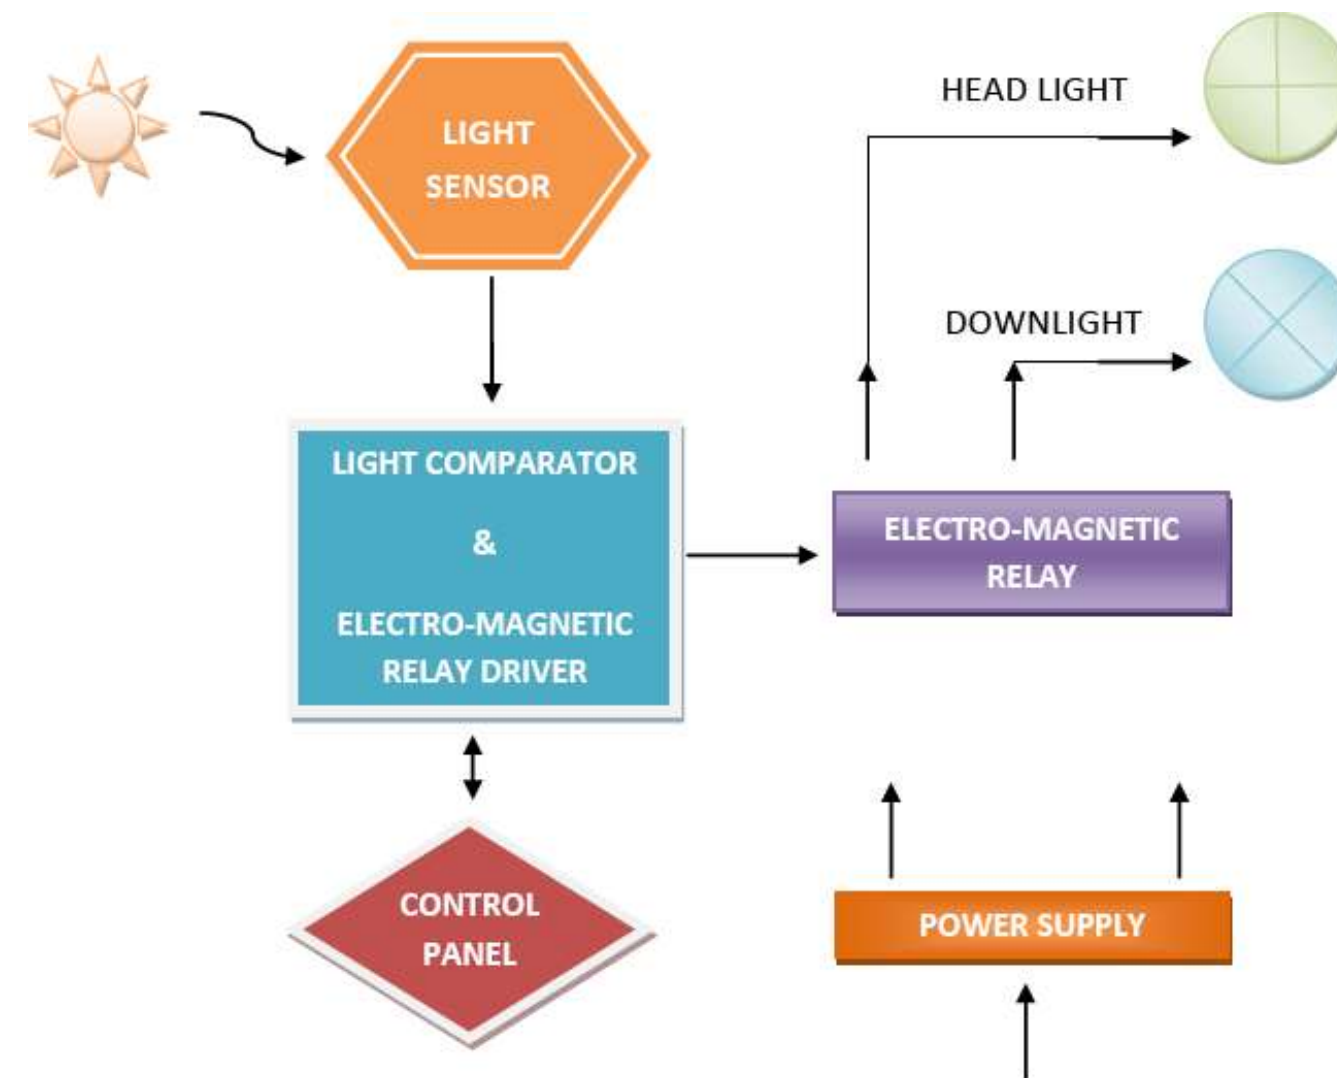 LIGHT
SENSOR
HEAD LIGHT
DOWNLIGHT
LIGHT COMPARATOR
&
ELECTRO-MAGNETIC
RELAY DRIVER
ELECTRO-MAGNETIC
RELAY
CONTROL
PANEL
POWER SUPPLY